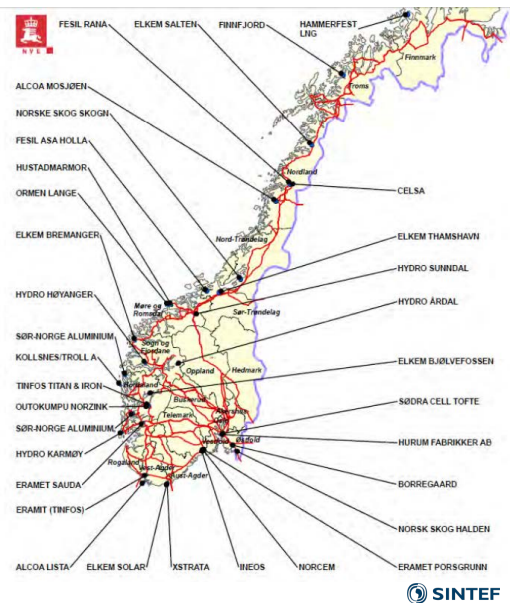 FESIL RANA
ELKEM SALTEN
FINNFJORD
HAMMERFEST
LNG
NVE
Finnmark
Troms
ALCOA MOSJØEN
NORSKE SKOG SKOGN
FESIL ASA HOLLA
HUSTADMARMOR
ORMEN LANGE
ELKEM BREMANGER
HYDRO HØYANGER
SØR-NORGE ALUMINIUM
KOLLSNES/TROLL A
TINFOS TITAN & IRON
OUTOKUMPU NORZINK
SØR-NORGE ALUMINIUM
HYDRO KARMØY
ERAMET SAUDA
ERAMIT (TINFOS)
Nordland
CELSA
Nord-Trøndelag
ELKEM THAMSHAVN
HYDRO SUNNDAL
HYDRO ÅRDAL
Sør-Trøndelag
Møre og
Romsdal
Sogn og
Fjordane
Oppland
Hedmark
Hordaland
Buskerud
Akershus
Telemark
Vestfold
Østfold
Rogaland
Vest-Agder
Aust-Agder
ELKEM BJØLVEFOSSEN
SØDRA CELL TOFTE
HURUM FABRIKKER AB
BORREGAARD
NORSK SKOG HALDEN
ERAMET PORSGRUNN
ALCOA LISTA
ELKEM SOLAR
XSTRATA
INEOS
NORCEM
SINTEF